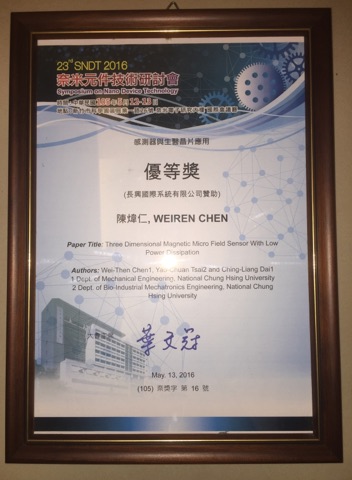 23rd SNDT 2016
奈米元件技術研討會
Symposium on Nano Device Technology
感測器與生醫晶片應用
優等獎
(長興國際系統有限公司贊助)
陳煒仁, WEIREN CHEN
Paper Title: Three Dimensional Magnetic Micro Field Sensor With Low
Power Dissipation
Authors: Wei-Then Chen1, Yao-Chuan Tsai2 and Ching-Liang Dai1
1 Dept. of Mechanical Engineering, National Chung Hsing University
2 Dept. of Bio-Industrial Mechatronics Engineering, National Chung
Hsing University
大會主席
葉文冠
May. 13, 2016
(105) 奈獎字 第 16 號